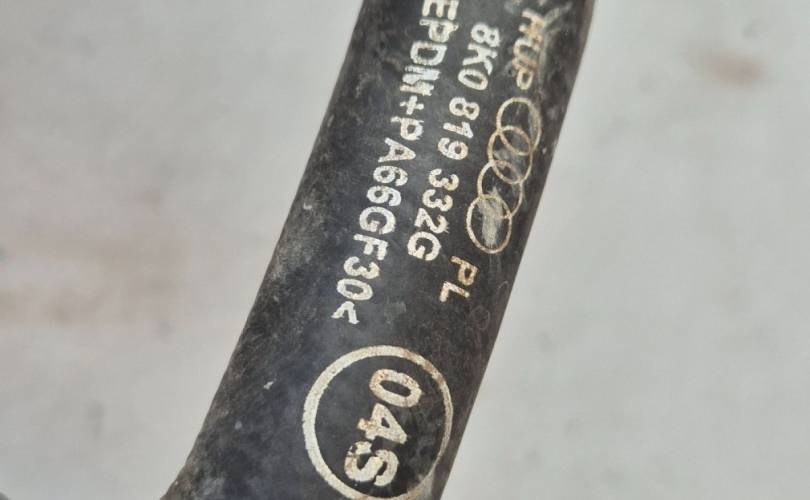 PL
8K0 819 332G
EPDM+PA66GF30<
04S